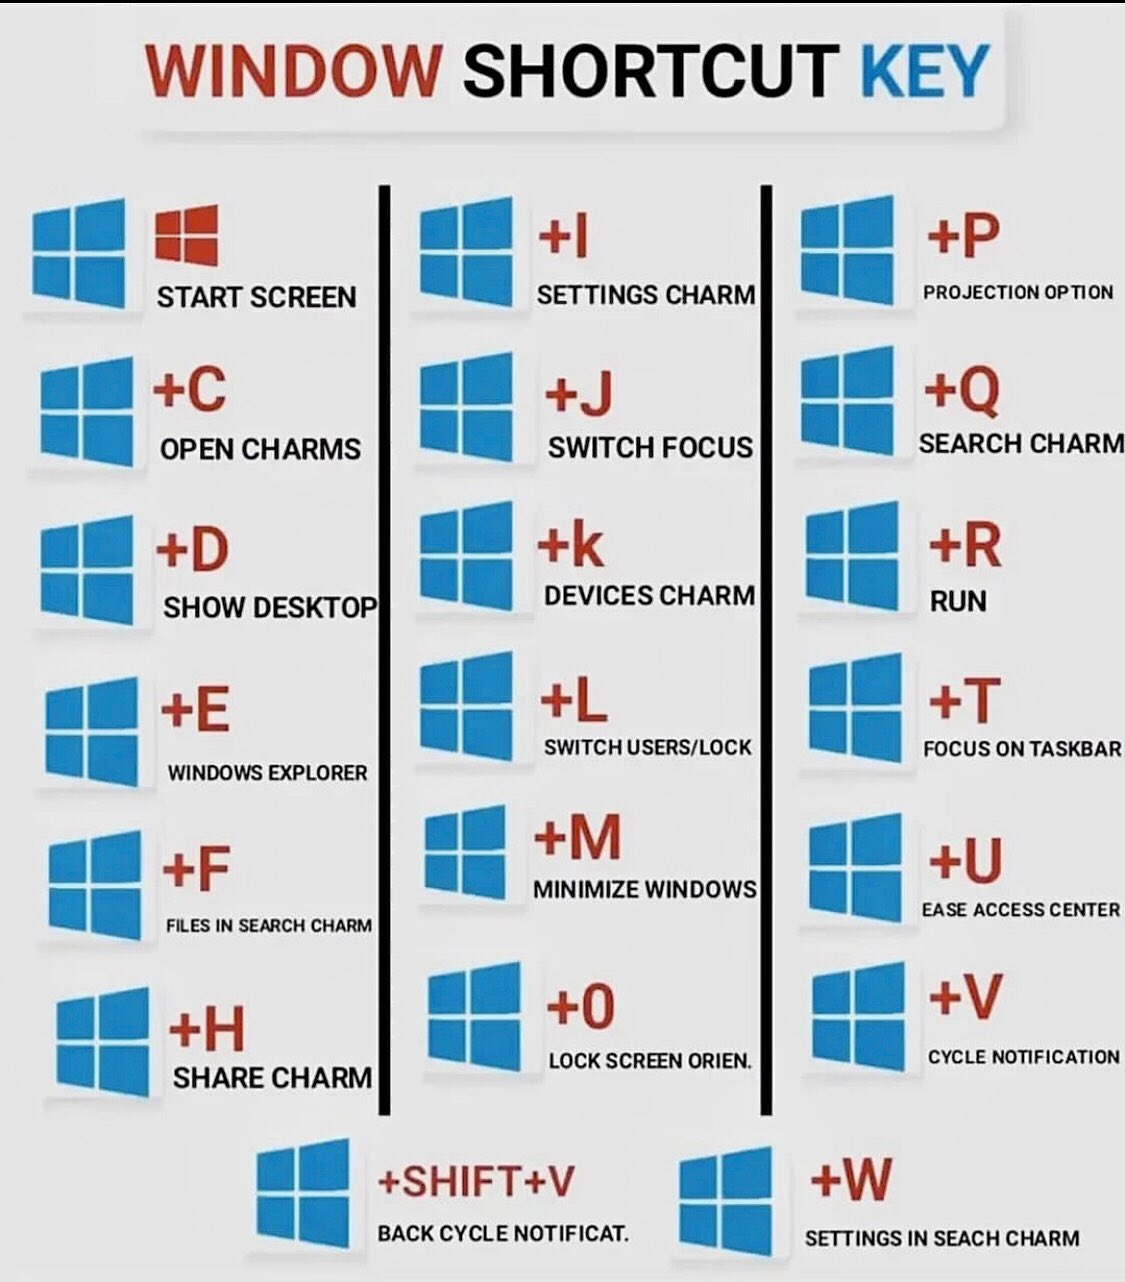 WINDOW SHORTCUT KEY
START SCREEN
+C
OPEN CHARMS
+D
SHOW DESKTOP
+E
WINDOWS EXPLORER
+F
FILES IN SEARCH CHARM
+H
SHARE CHARM
+I
SETTINGS CHARM
+J
SWITCH FOCUS
+k
DEVICES CHARM
+L
SWITCH USERS/LOCK
+M
MINIMIZE WINDOWS
+0
LOCK SCREEN ORIEN.
+P
PROJECTION OPTION
+Q
SEARCH CHARM
+R
RUN
+T
FOCUS ON TASKBAR
+U
EASE ACCESS CENTER
+V
CYCLE NOTIFICATION
+SHIFT+V
BACK CYCLE NOTIFICAT.
+W
SETTINGS IN SEACH CHARM